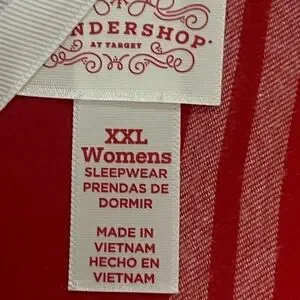 NDERSHOP
AT TARGET
XXL
Womens
SLEEPWEAR
PRENDAS DE
DORMIR
MADE IN
VIETNAM
HECHO EN
VIETNAM